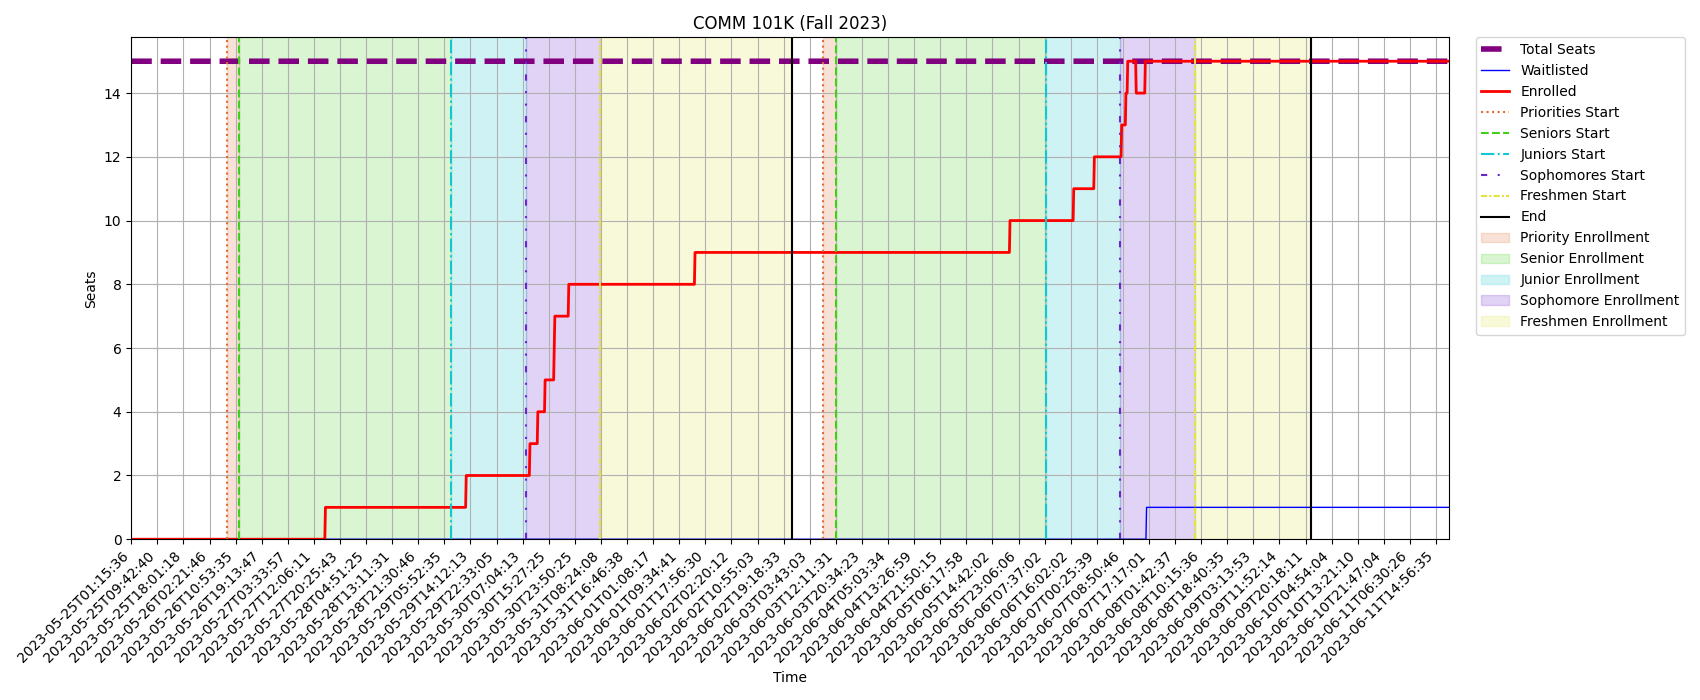 COMM 101K (Fall 2023)
Seats
14
12
10
8
6
4
2
0
2023-05-25T01:15:36
2023-05-25T09:42:40
2023-05-25T18:01:18
2023-05-26T02:21:46
2023-05-26T10:53:35
2023-05-26T19:13:47
2023-05-27T03:33:57
2023-05-27T12:06:11
2023-05-27T20:25:43
2023-05-28T04:51:25
2023-05-28T13:11:31
2023-05-28T21:30:46
2023-05-29T05:52:35
2023-05-29T14:12:13
2023-05-29T22:33:05
2023-05-30T07:04:13
2023-05-30T15:27:25
2023-05-30T23:50:25
2023-05-31T08:24:08
2023-05-31T16:46:38
2023-06-01T01:08:17
2023-06-01T09:34:41
2023-06-01T17:56:30
2023-06-02T02:20:12
2023-06-02T10:55:03
2023-06-02T19:18:33
2023-06-03T03:43:03
2023-06-03T12:11:31
2023-06-03T20:34:23
2023-06-04T05:03:34
2023-06-04T13:26:59
2023-06-04T21:50:15
2023-06-05T06:17:58
2023-06-05T14:42:02
2023-06-05T23:06:06
2023-06-06T07:37:02
2023-06-06T16:02:02
2023-06-07T00:25:39
2023-06-07T08:50:46
2023-06-07T17:17:01
2023-06-08T01:42:37
2023-06-08T10:15:36
2023-06-08T18:40:35
2023-06-09T03:13:53
2023-06-09T11:52:14
2023-06-09T20:18:11
2023-06-10T04:54:04
2023-06-10T13:21:10
2023-06-10T21:47:04
2023-06-11T06:30:26
2023-06-11T14:56:35
Time
Total Seats
Waitlisted
Enrolled
Priorities Start
Seniors Start
Juniors Start
Sophomores Start
Freshmen Start
End
Priority Enrollment
Senior Enrollment
Junior Enrollment
Sophomore Enrollment
Freshmen Enrollment